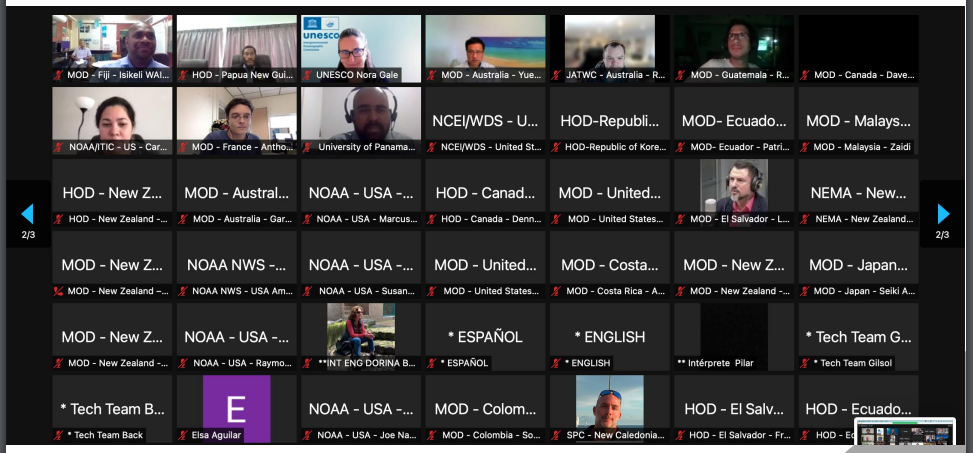 unesco
MOD - Fiji - Isikeli WAI...
HOD - Papua New Gui...
UNESCO Nora Gale
MOD - Australia - Yue...
JATWC - Australia - R...
MOD - Guatemala - R...
MOD - Canada - Dave...
NCEI/WDS - U...
HOD-Republi...
MOD- Ecuado...
MOD - Malays...
NOAA/ITIC - US - Car...
MOD - France - Antho...
University of Panama...
NCEI/WDS - United St...
HOD-Republic of Kore...
MOD- Ecuador - Patri...
MOD - Malaysia - Zaidi
HOD - New Z...
MOD - Austral...
NOAA - USA -...
HOD - Canad...
MOD - United...
NEMA - New...
HOD - New Zealand -...
MOD - Australia - Gar...
NOAA - USA - Marcus...
HOD - Canada - Denn...
MOD - United States...
MOD - El Salvador - L...
NEMA - New Zealand...
2/3
2/3
MOD - New Z...
NOAA NWS -...
NOAA - USA -...
MOD - United...
MOD - Costa...
MOD - New Z...
MOD - Japan...
MOD - New Zealand -...
NOAA NWS - USA Am...
NOAA - USA - Susan...
MOD - United States...
MOD - Costa Rica - A...
MOD - New Zealand -...
MOD - Japan - Seiki A...
MOD - New Z...
NOAA - USA -...
* ESPAÑOL
* ENGLISH
* Tech Team G...
MOD - New Zealand -...
NOAA - USA - Raymo...
**INT ENG DORINA B...
* ESPAÑOL
* ENGLISH
** Intérprete Pilar
* Tech Team Gilsol
* Tech Team B...
E
NOAA - USA -...
MOD - Colom...
HOD - El Salv...
HOD - Ecuado...
* Tech Team Back
Elsa Aguilar
NOAA - USA - Joe Na...
MOD - Colombia - So...
SPC - New Caledonia...
HOD - El Salvador - Fr...
HOD -